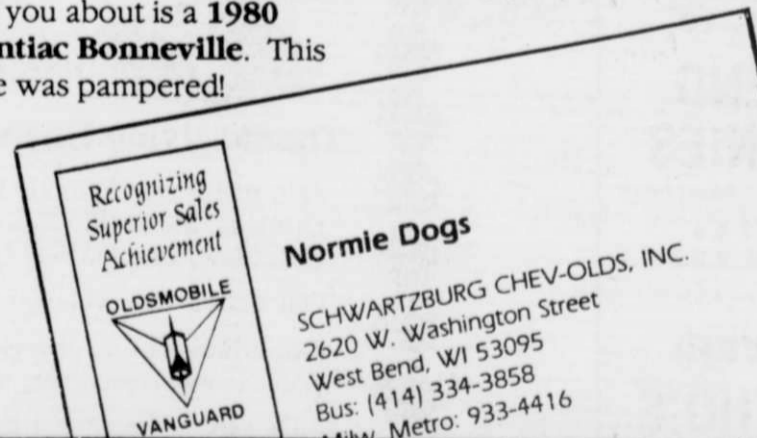 you about is a 1980
ntiac Bonneville. This
e was pampered!
Recognizing
Superior Sales
Achievement
OLDSMOBILE
VANGUARD
Normie Dogs
SCHWARTZBURG CHEV-OLDS, INC.
2620 W. Washington Street
West Bend, WI 53095
Bus: (414) 334-3858
Milw. Metro: 933-4416